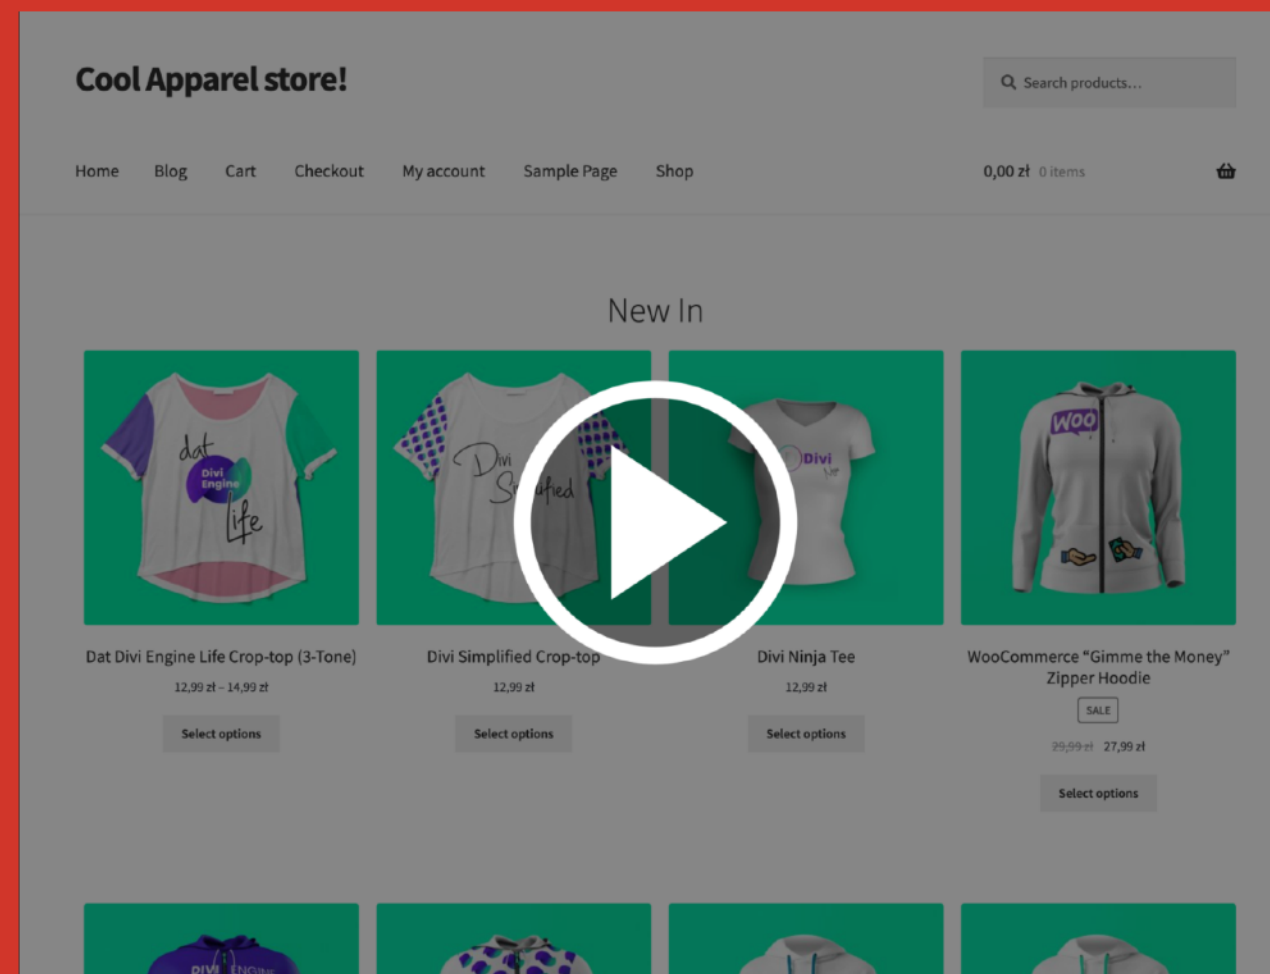 Cool Apparel store!
Search products...
Home Blog Cart Checkout My account Sample Page Shop
0,00 zł 0 items
New In
dat
Divi
Engine
Life
Divi
Divi
WOO
Dat Divi Engine Life Crop-top (3-Tone)
12,99 zł – 14,99 zł
Select options
Divi Simplified Crop-top
12,99 zł
Select options
Divi Ninja Tee
12,99 zł
Select options
WooCommerce “Gimme the Money”
Zipper Hoodie
SALE
29,99 zł 27,99 zł
Select options
DIVI ENGINE